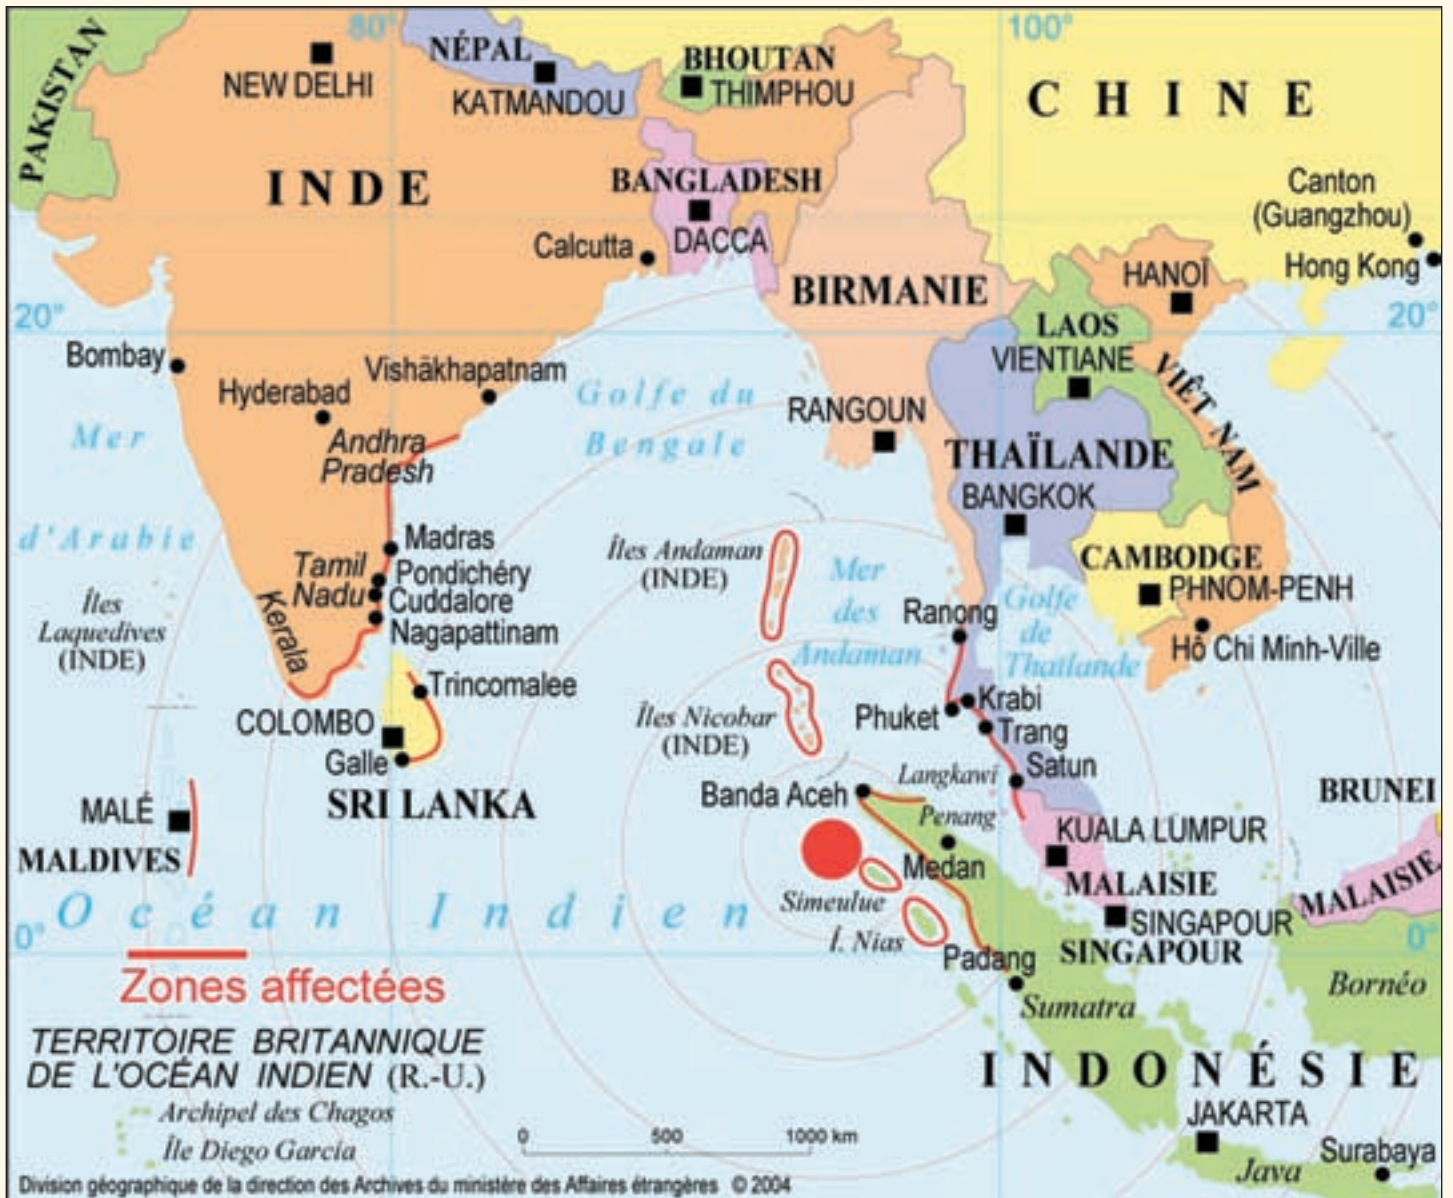 80°
100°
PAKISTAN
NEW DELHI
NÉPAL
KATMANDOU
BHOUTAN
THIMPHOU
CHINE
INDE
BANGLADESH
DACCA
Calcutta
Canton
(Guangzhou)
Hong Kong
HANOÏ
BIRMANIE
20°
20°
LAOS
VIENTIANE
VIÊT NAM
Bombay
Hyderabad
Vishākhapatnam
Golfe du
Bengale
RANGOUN
Mer
d'Arabie
Andhra
Pradesh
THAÏLANDE
BANGKOK
Madras
Tamil
Nadu
Pondichéry
Cuddalore
Nagapattinam
Kerala
Îles
Laquedives
(INDE)
Îles Andaman
(INDE)
Mer
des
Andaman
Ranong
Golfe
de
Thaïlande
CAMBODGE
PHNOM-PENH
Hô Chi Minh-Ville
Trincomalee
COLOMBO
Galle
SRI LANKA
Îles Nicobar
(INDE)
Phuket
Krabi
Trang
Satun
Langkawi
Banda Aceh
Penang
Medan
MALÉ
MALDIVES
KUALA LUMPUR
MALAISIE
BRUNEI
MALAISIE
Océan Indien
Simeulue
Î. Nias
SINGAPOUR
SINGAPOUR
0°
0°
Padang
Sumatra
Bornéo
Zones affectées
TERRITOIRE BRITANNIQUE
DE L'OCÉAN INDIEN (R.-U.)
Archipel des Chagos
Île Diego Garcia
INDONÉSIE
JAKARTA
Java
Surabaya
0 500 1000 km
Division géographique de la direction des Archives du ministère des Affaires étrangères © 2004